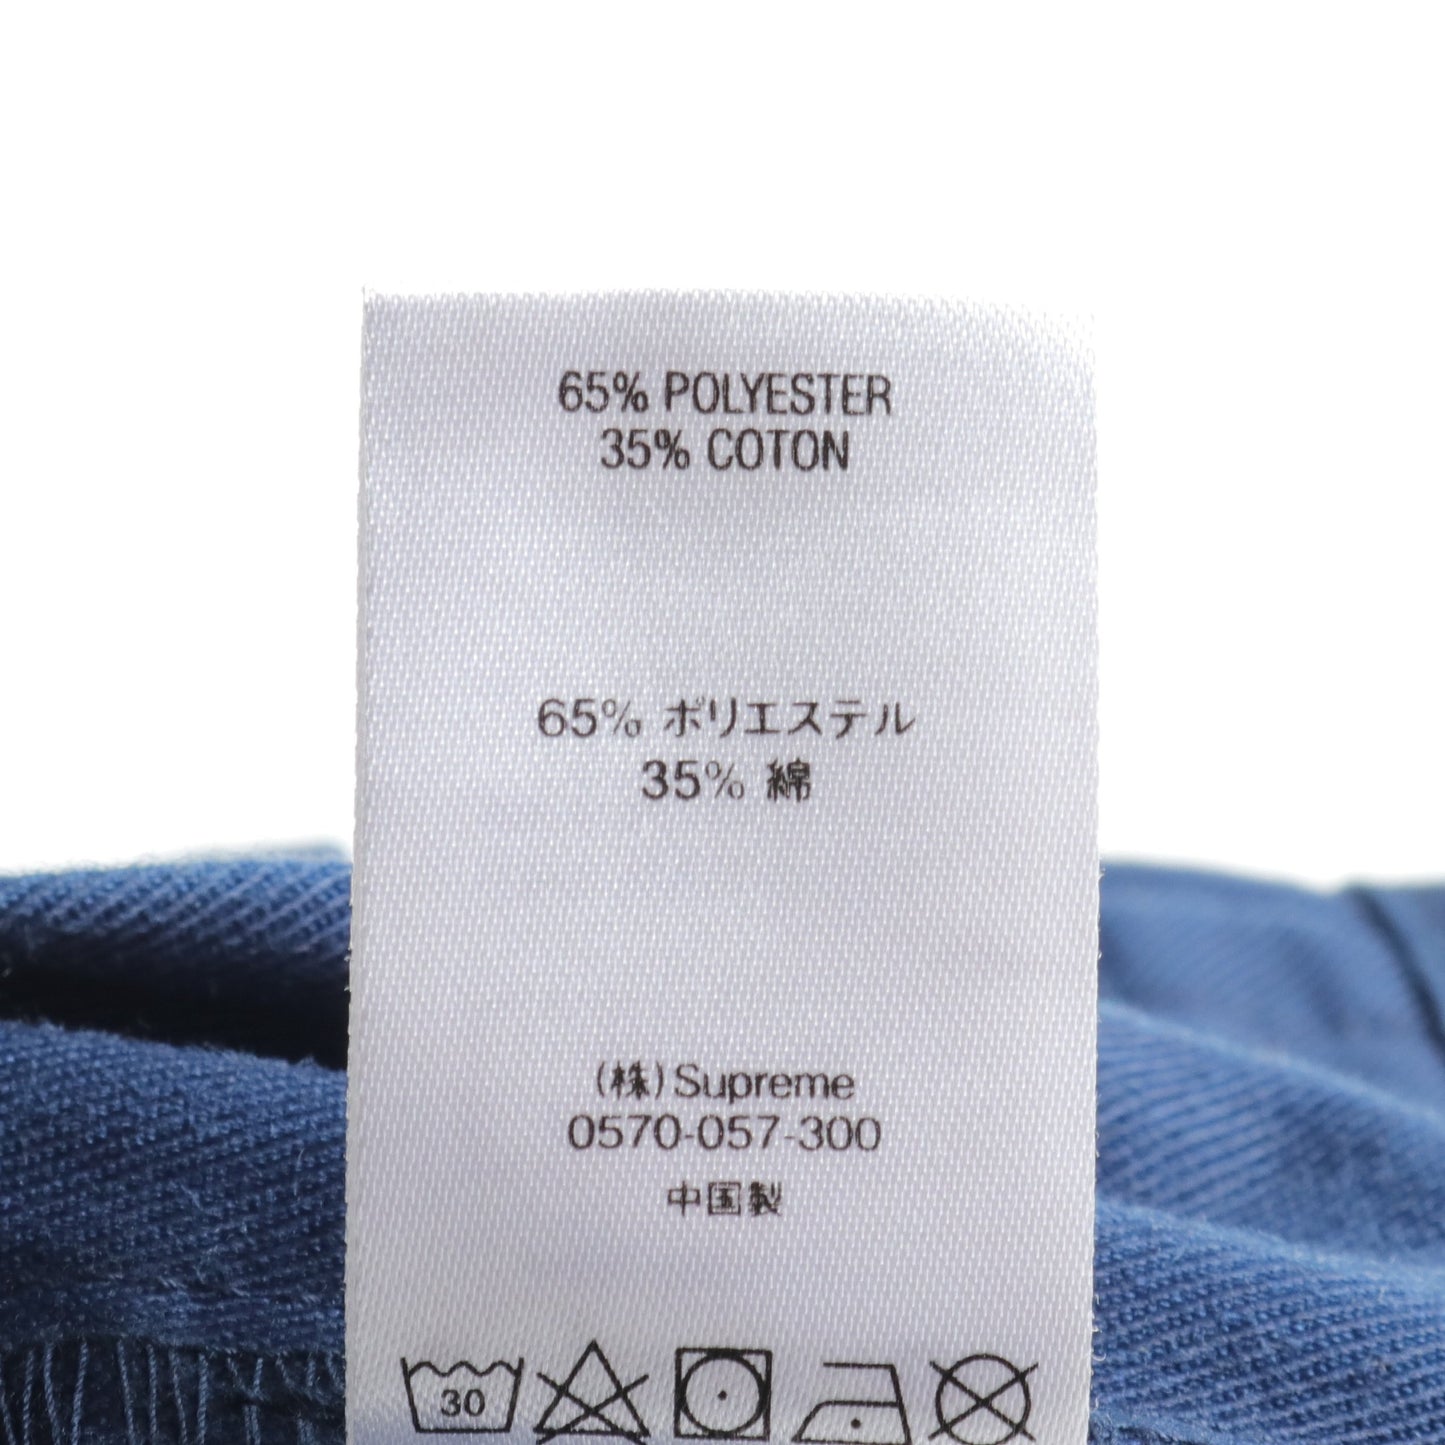 65% POLYESTER
35% COTON
65% ポリエステル
35% 綿
(株)Supreme
0570-057-300
中国製
30